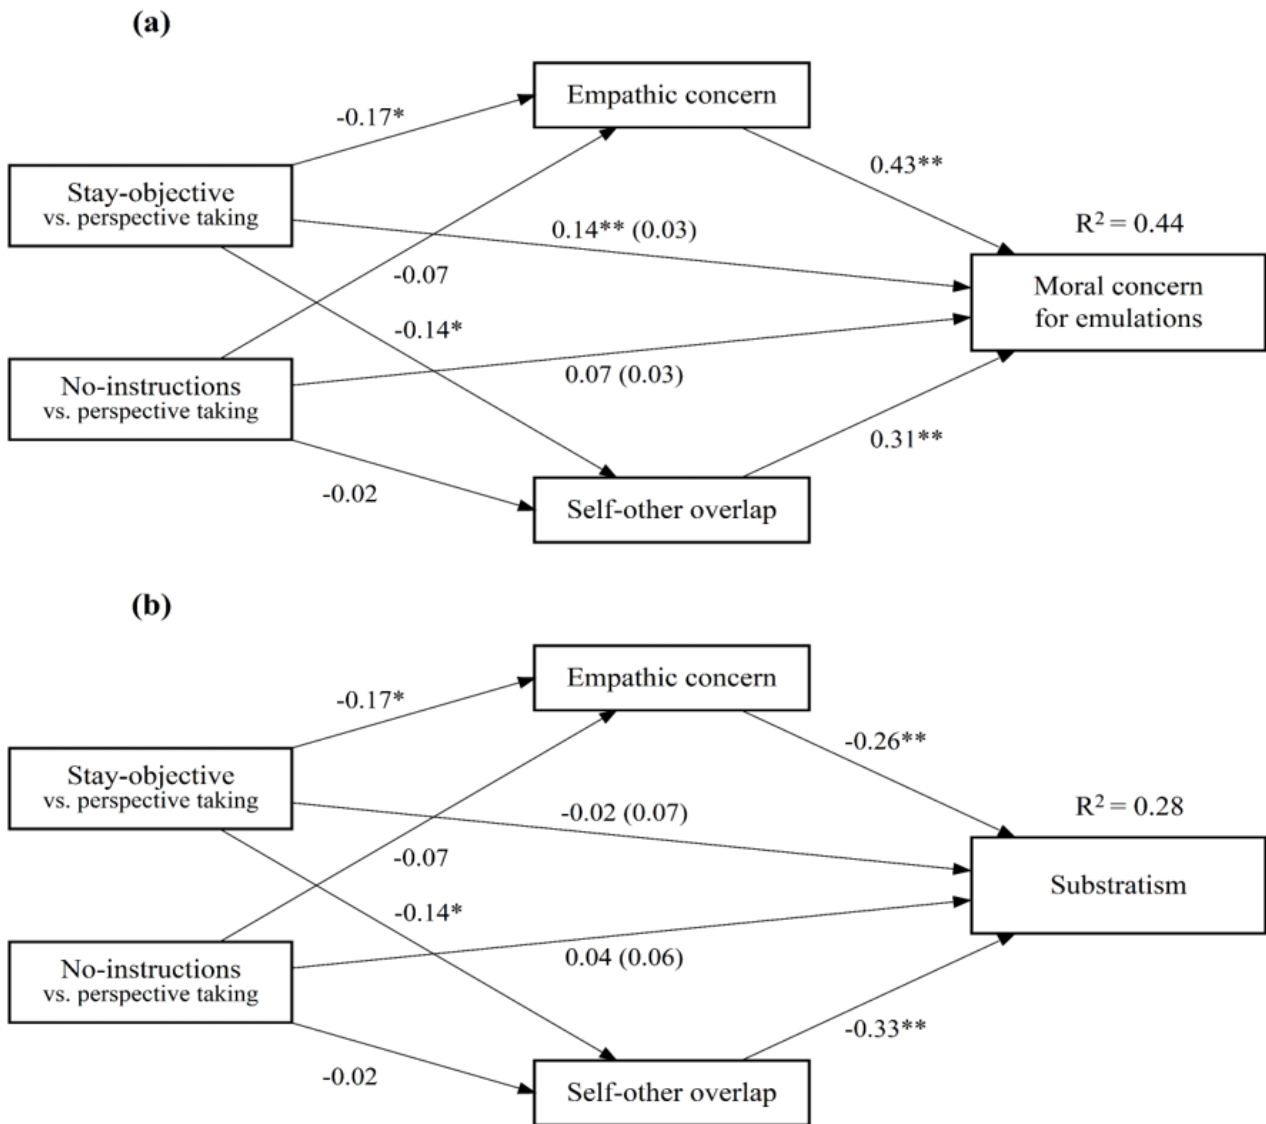 (a)
Empathic concern
-0.17*
0.43**
Stay-objective
vs. perspective taking
0.14** (0.03)
R² = 0.44
-0.07
Moral concern
for emulations
-0.14*
No-instructions
vs. perspective taking
0.07 (0.03)
0.31**
-0.02
Self-other overlap
(b)
Empathic concern
-0.17*
-0.26**
Stay-objective
vs. perspective taking
-0.02 (0.07)
R² = 0.28
-0.07
Substratism
-0.14*
No-instructions
vs. perspective taking
0.04 (0.06)
-0.33**
-0.02
Self-other overlap